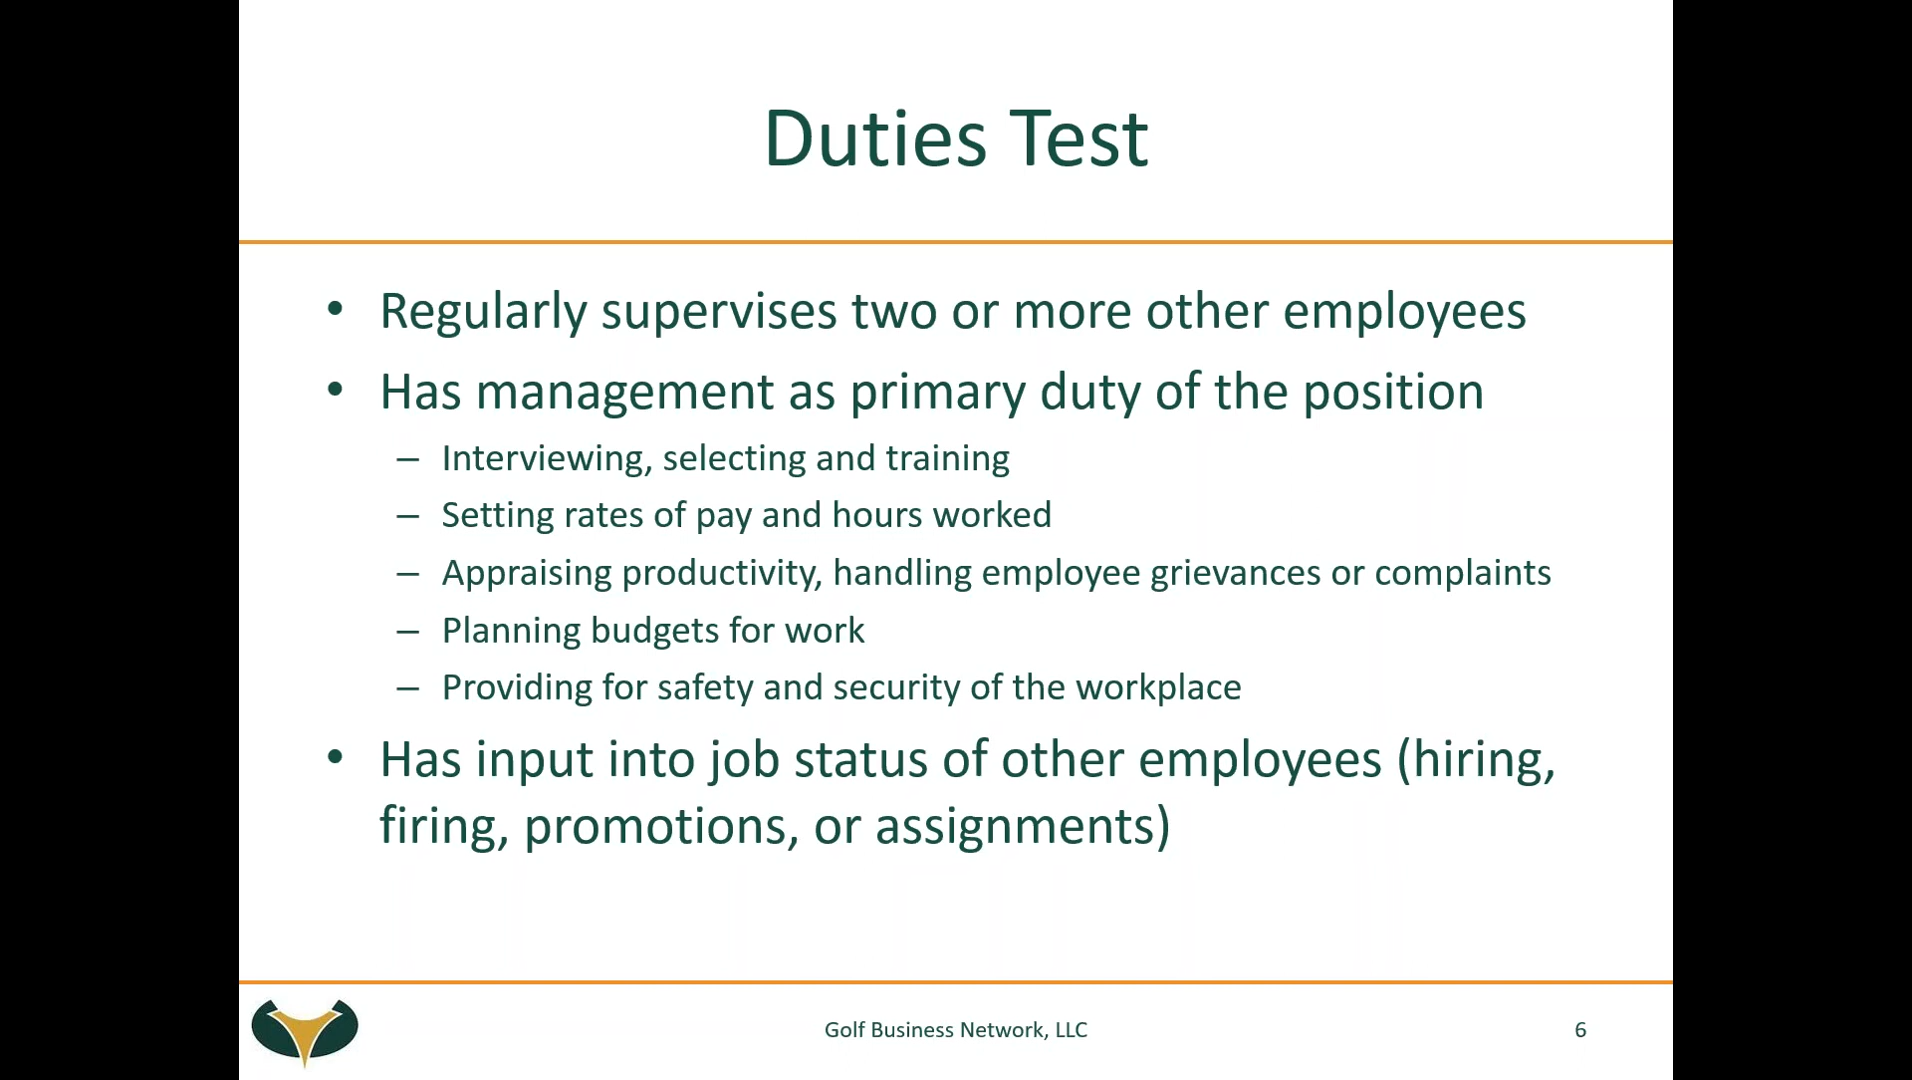 Duties Test
• Regularly supervises two or more other employees
• Has management as primary duty of the position
– Interviewing, selecting and training
– Setting rates of pay and hours worked
– Appraising productivity, handling employee grievances or complaints
– Planning budgets for work
– Providing for safety and security of the workplace
• Has input into job status of other employees (hiring,
firing, promotions, or assignments)
Golf Business Network, LLC
6